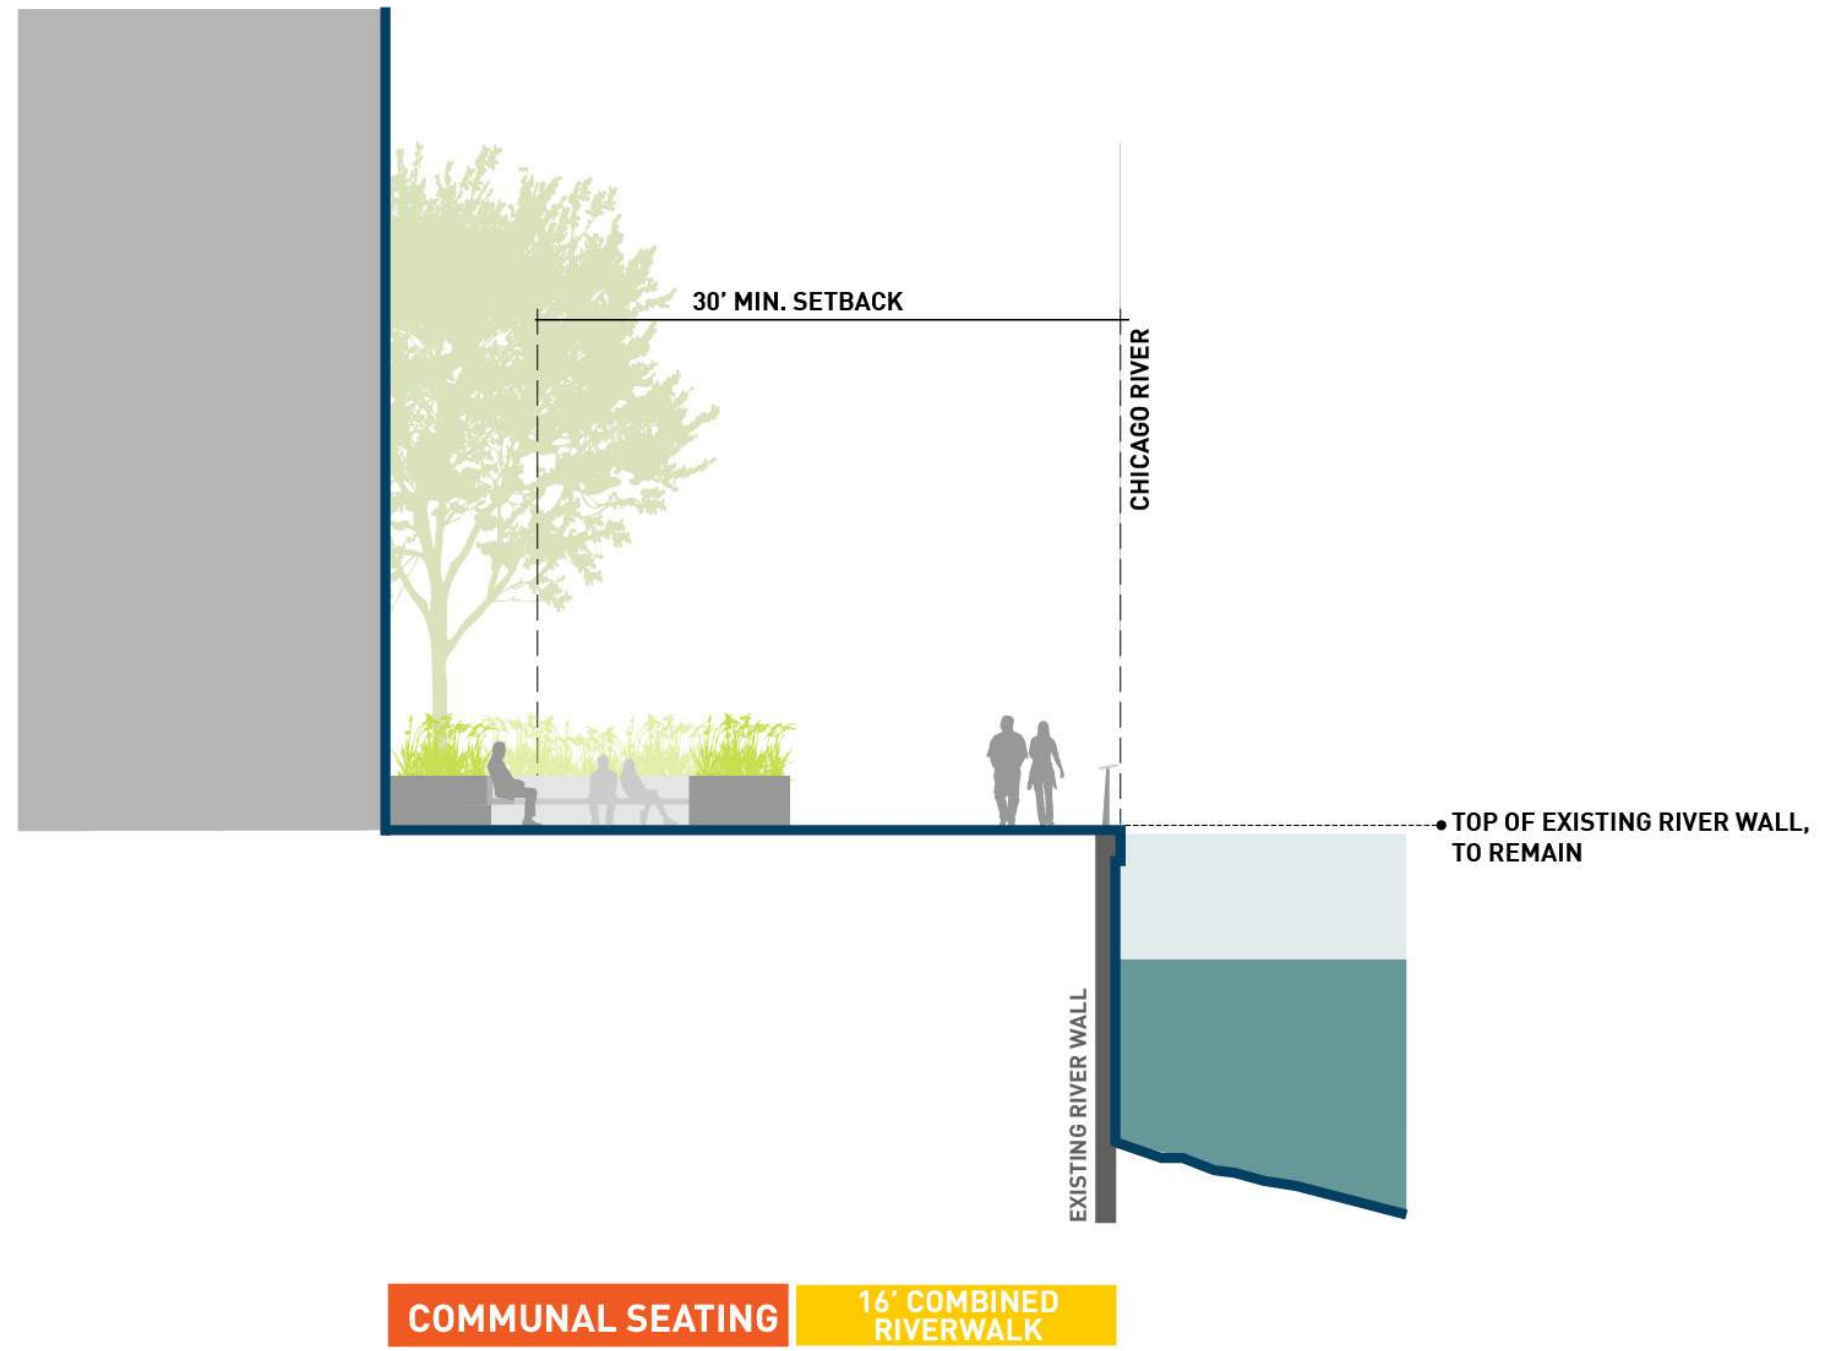 30’ MIN. SETBACK
CHICAGO RIVER
TOP OF EXISTING RIVER WALL,
TO REMAIN
EXISTING RIVER WALL
COMMUNAL SEATING
16’ COMBINED
RIVERWALK